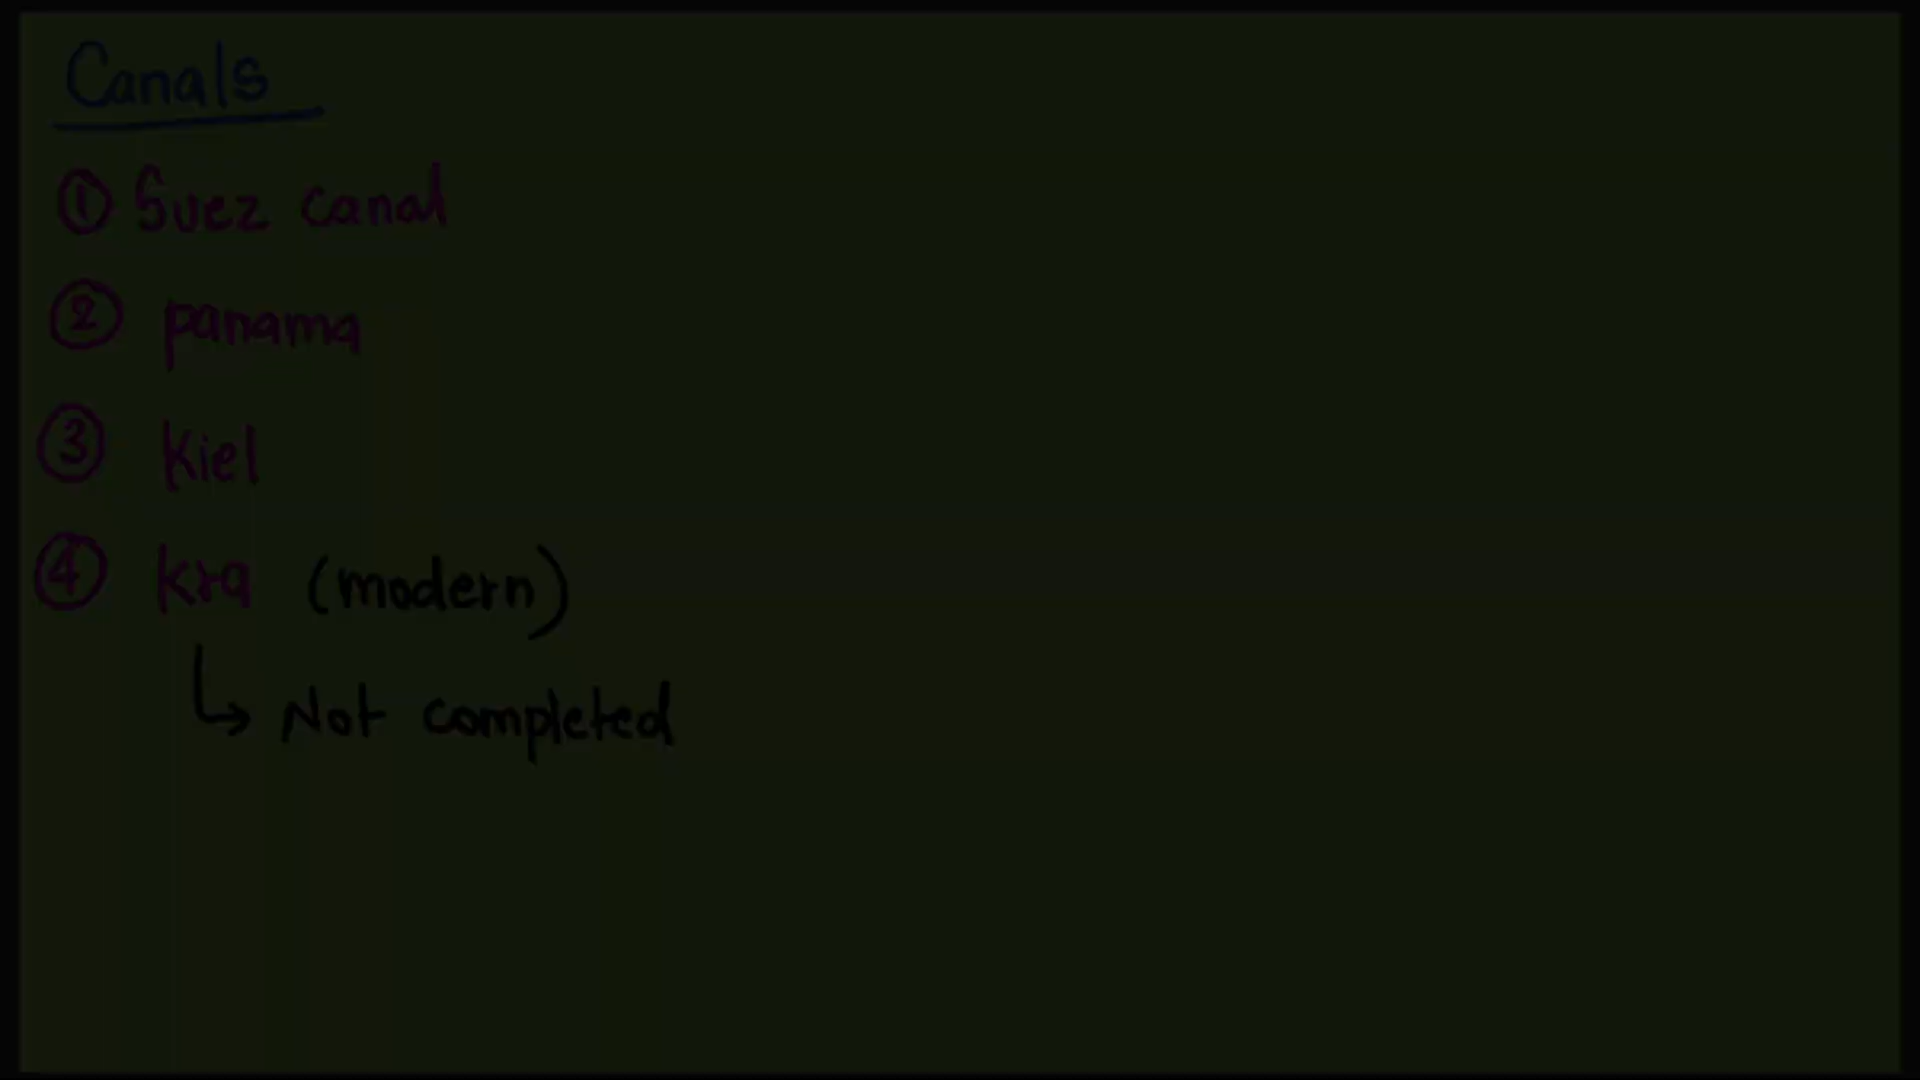 Canals
① Suez canal
② panama
③ Kiel
④ kra (modern)
↳ Not completed